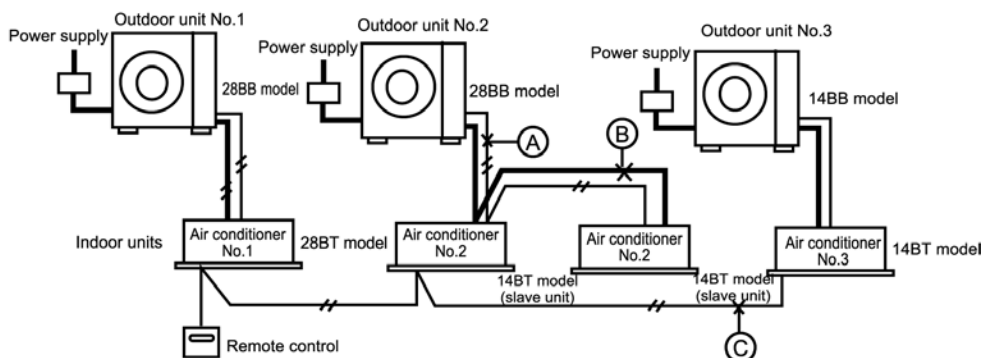 Outdoor unit No.1
Outdoor unit No.2
Outdoor unit No.3
Power supply
Power supply
Power supply
28BB model
28BB model
14BB model
A
B
Indoor units
Air conditioner
No.1
28BT model
Air conditioner
No.2
Air conditioner
No.2
Air conditioner
No.3
14BT model
14BT model
(slave unit)
14BT model
(slave unit)
Remote control
C